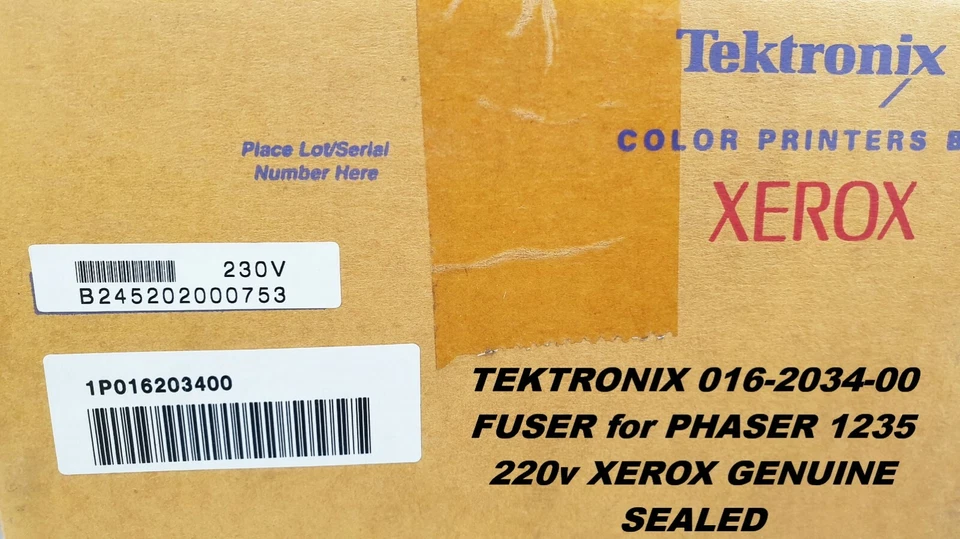 Tektronix
COLOR PRINTERS B
XEROX
Place Lot/Serial
Number Here
230V
B245202000753
1P016203400
TEKTRONIX 016-2034-00
FUSER for PHASER 1235
220v XEROX GENUINE
SEALED